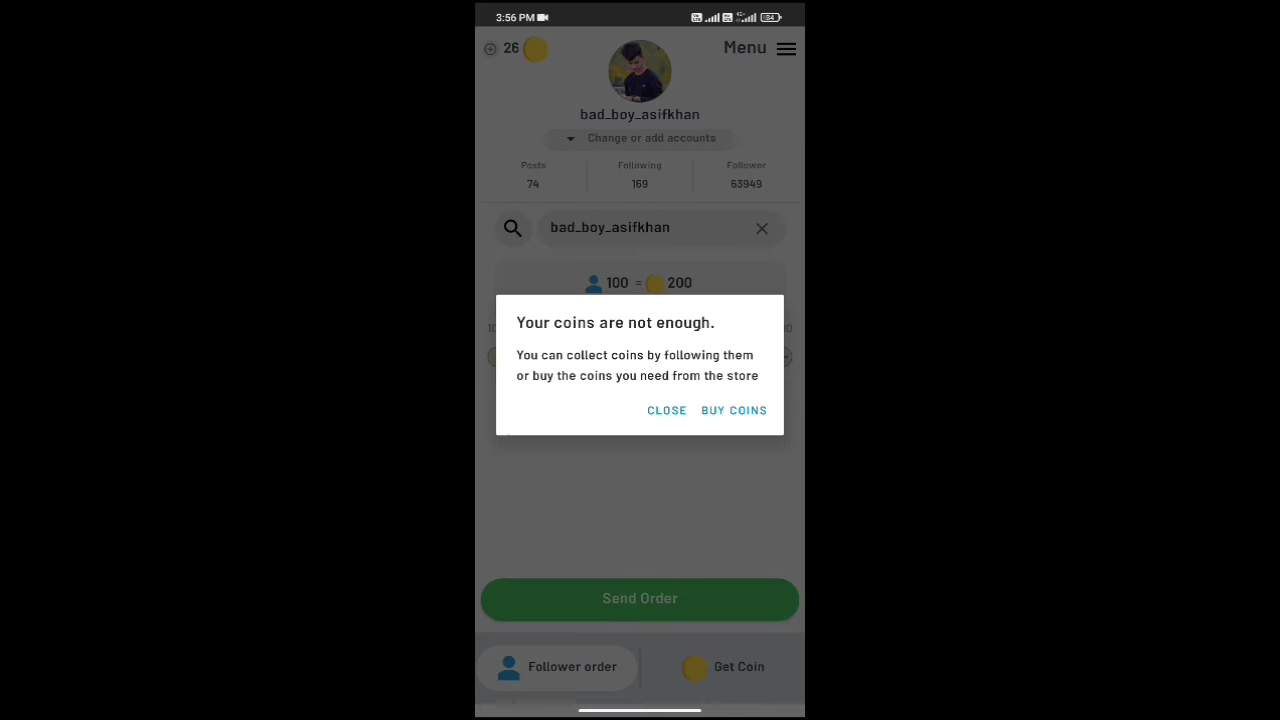 3:56 PM
34
26
Menu
bad_boy_asifkhan
Change or add accounts
Posts
Following
Follower
74
169
63949
bad_boy_asifkhan
100 = 200
Your coins are not enough.
You can collect coins by following them
or buy the coins you need from the store
CLOSE BUY COINS
Send Order
Follower order
Get Coin